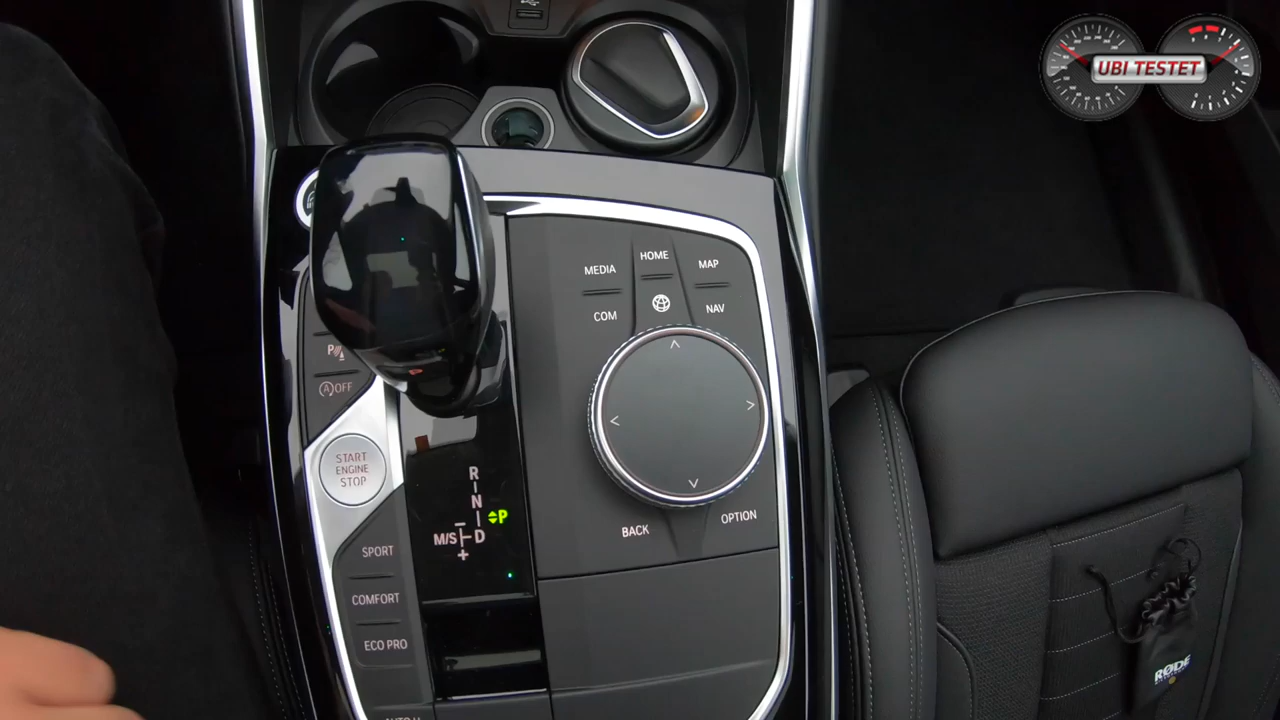 UBI TESTET
MEDIA
HOME
MAP
COM
NAV
P
OFF
START
ENGINE
STOP
R
N
P
M/S
D
BACK
OPTION
SPORT
COMFORT
ECO PRO
RØDE